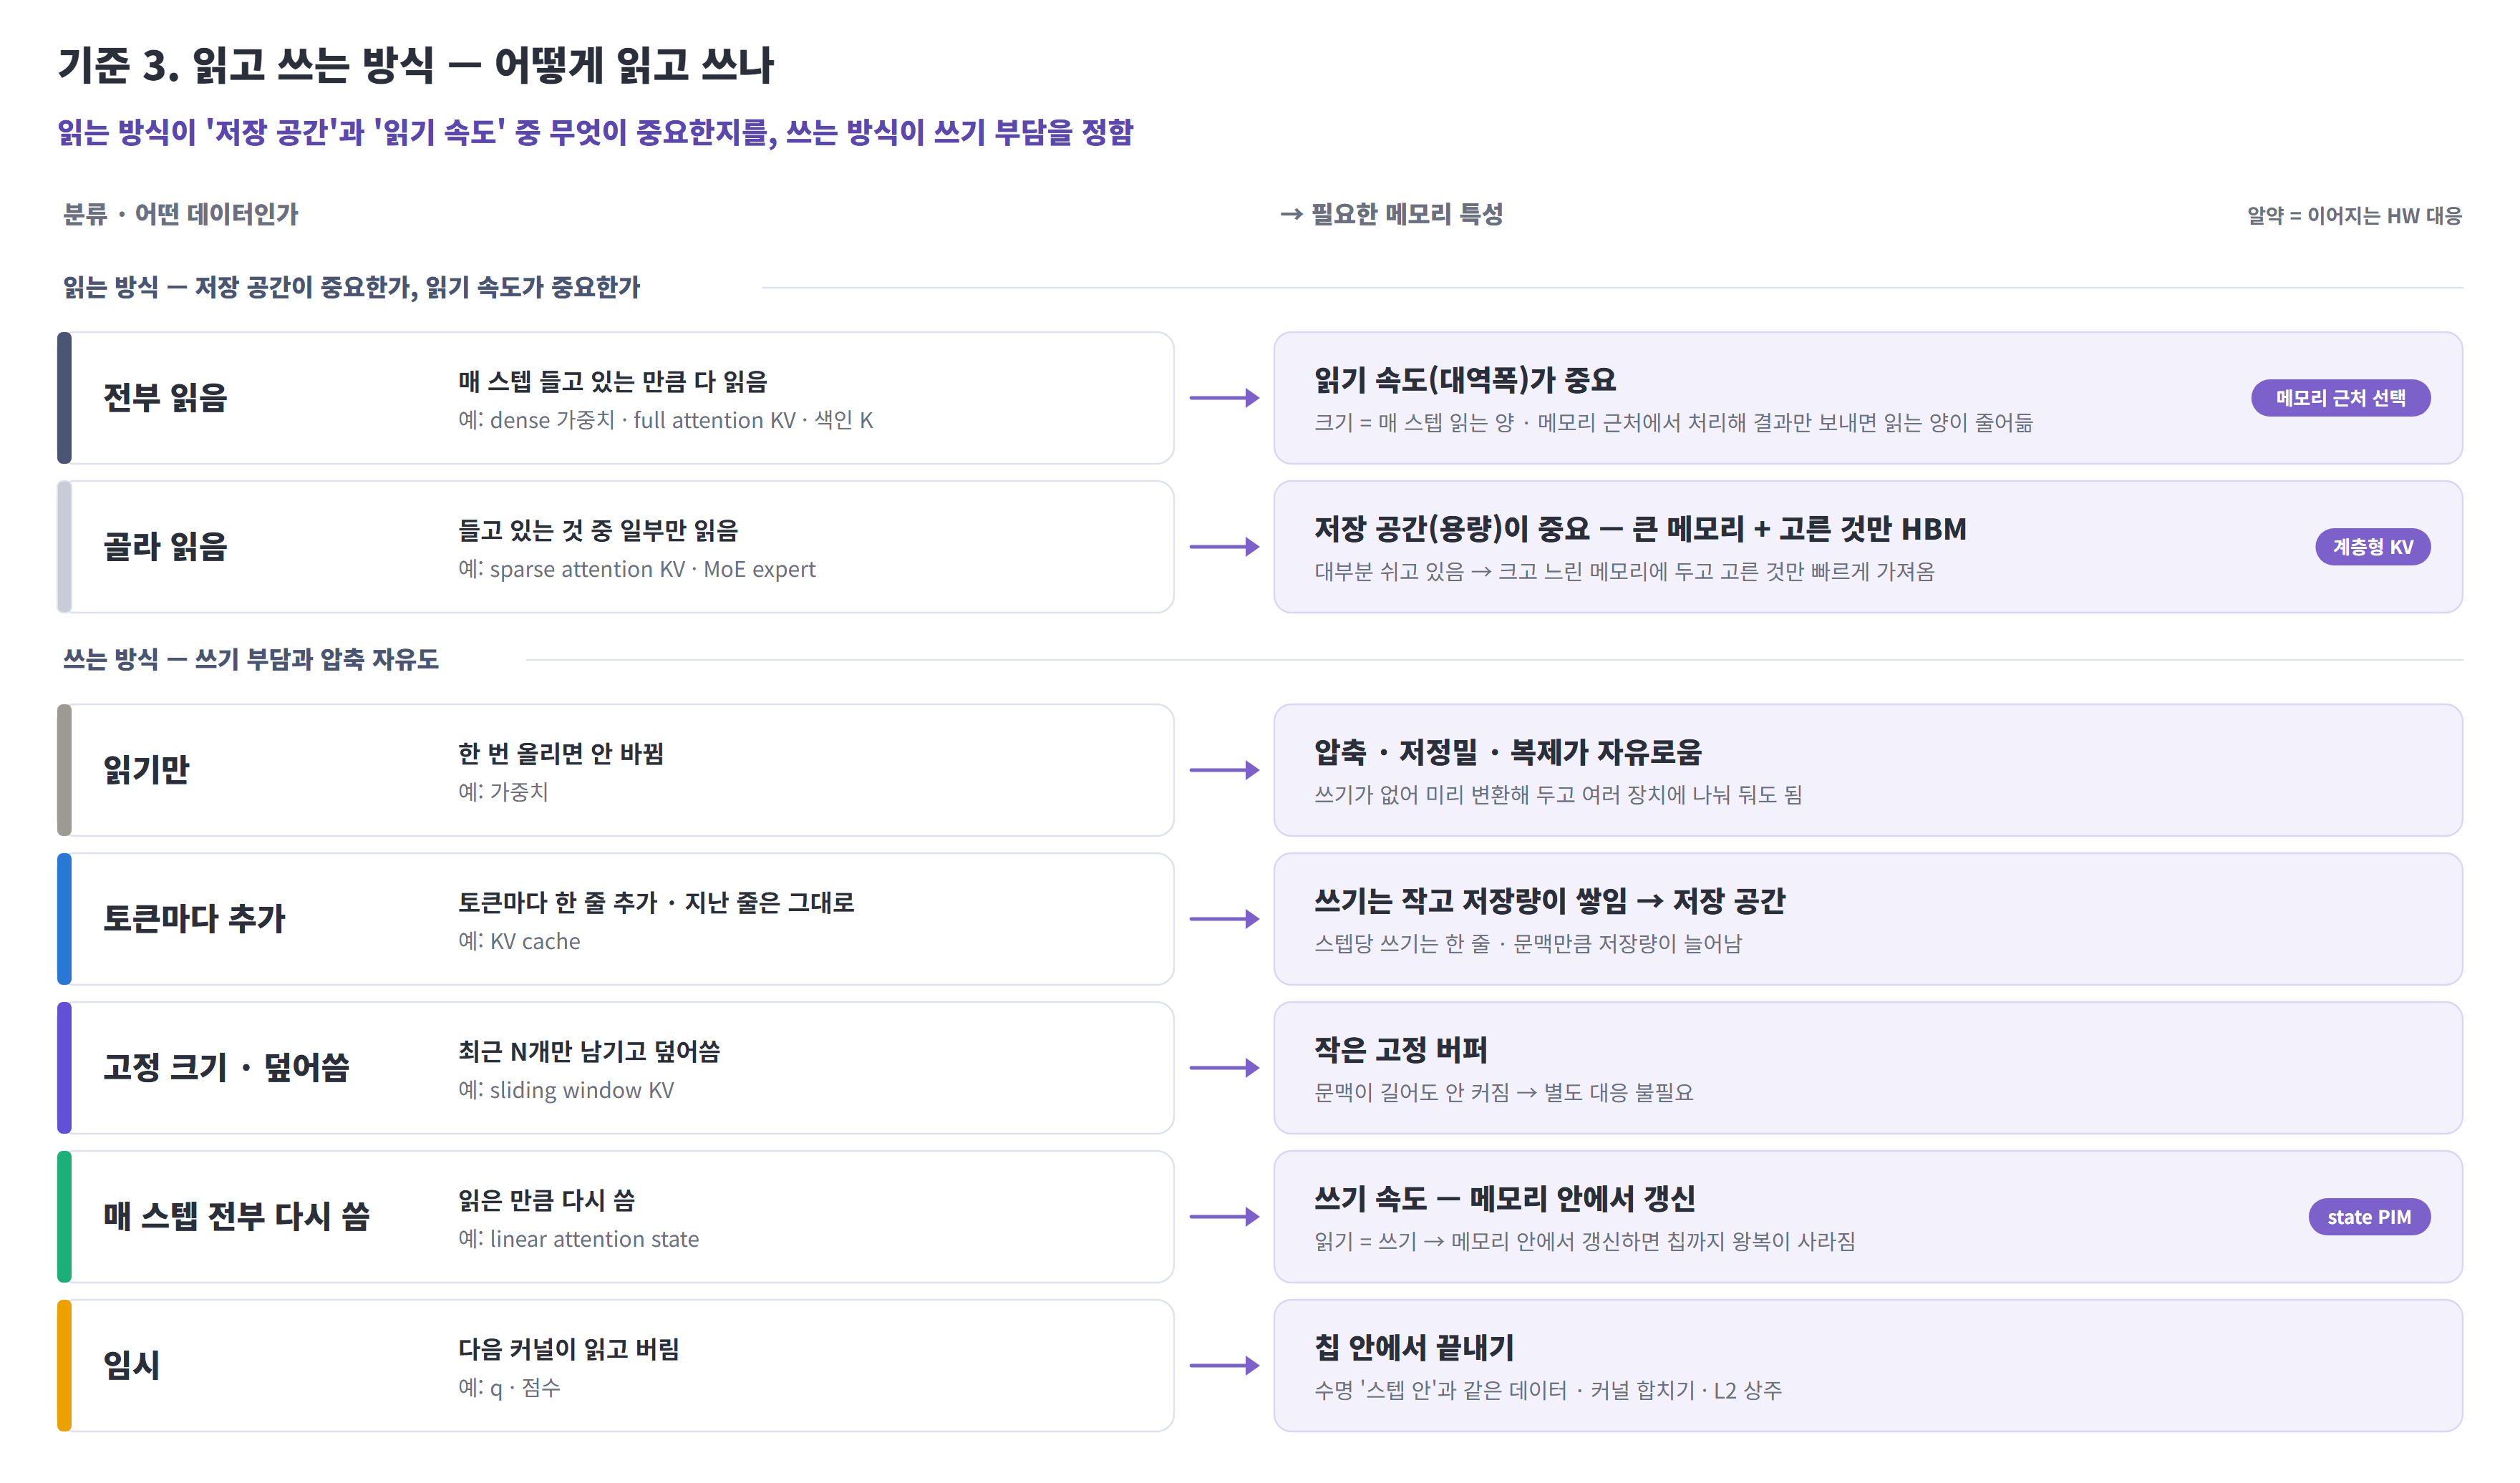 기준 3. 읽고 쓰는 방식 — 어떻게 읽고 쓰나
읽는 방식이 '저장 공간'과 '읽기 속도' 중 무엇이 중요한지를, 쓰는 방식이 쓰기 부담을 정함
분류 · 어떤 데이터인가
→ 필요한 메모리 특성
알약 = 이어지는 HW 대응
읽는 방식 — 저장 공간이 중요한가, 읽기 속도가 중요한가
전부 읽음
매 스텝 들고 있는 만큼 다 읽음
예: dense 가중치 · full attention KV · 색인 K
읽기 속도(대역폭)가 중요
크기 = 매 스텝 읽는 양 · 메모리 근처에서 처리해 결과만 보내면 읽는 양이 줄어듦
메모리 근처 선택
골라 읽음
들고 있는 것 중 일부만 읽음
예: sparse attention KV · MoE expert
저장 공간(용량)이 중요 — 큰 메모리 + 고른 것만 HBM
대부분 쉬고 있음 → 크고 느린 메모리에 두고 고른 것만 빠르게 가져옴
계층형 KV
쓰는 방식 — 쓰기 부담과 압축 자유도
읽기만
한 번 올리면 안 바뀜
예: 가중치
압축 · 저정밀 · 복제가 자유로움
쓰기가 없어 미리 변환해 두고 여러 장치에 나눠 둬도 됨
토큰마다 추가
토큰마다 한 줄 추가 · 지난 줄은 그대로
예: KV cache
쓰기는 작고 저장량이 쌓임 → 저장 공간
스텝당 쓰기는 한 줄 · 문맥만큼 저장량이 늘어남
고정 크기 · 덮어씀
최근 N개만 남기고 덮어씀
예: sliding window KV
작은 고정 버퍼
문맥이 길어도 안 커짐 → 별도 대응 불필요
매 스텝 전부 다시 씀
읽은 만큼 다시 씀
예: linear attention state
쓰기 속도 — 메모리 안에서 갱신
읽기 = 쓰기 → 메모리 안에서 갱신하면 칩까지 왕복이 사라짐
state PIM
임시
다음 커널이 읽고 버림
예: q · 점수
칩 안에서 끝내기
수명 '스텝 안'과 같은 데이터 · 커널 합치기 · L2 상주